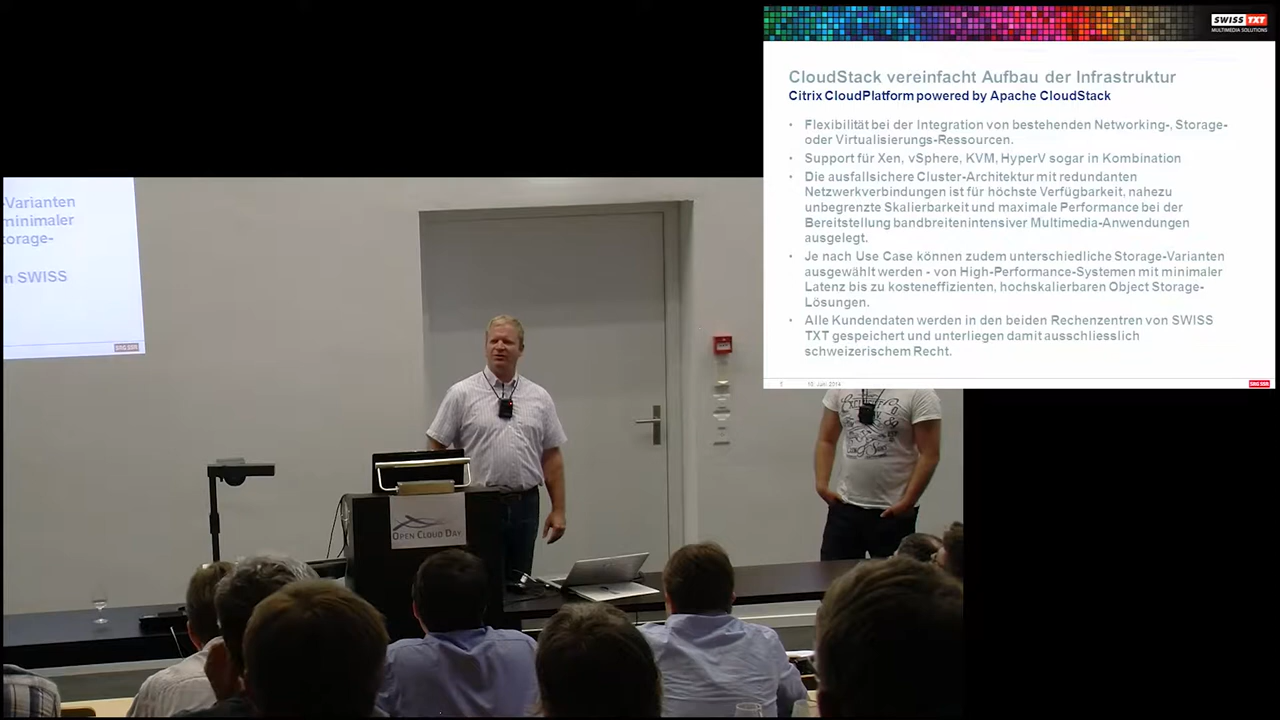 SWISS TXT
MULTIMEDIA SOLUTIONS
CloudStack vereinfacht Aufbau der Infrastruktur
Citrix CloudPlatform powered by Apache CloudStack
• Flexibilität bei der Integration von bestehenden Networking-, Storage-
oder Virtualisierungs-Ressourcen.
• Support für Xen, vSphere, KVM, HyperV sogar in Kombination
• Die ausfallsichere Cluster-Architektur mit redundanten
Netzwerkverbindungen ist für höchste Verfügbarkeit, nahezu
unbegrenzte Skalierbarkeit und maximale Performance bei der
Bereitstellung bandbreitenintensiver Multimedia-Anwendungen
ausgelegt.
• Je nach Use Case können zudem unterschiedliche Storage-Varianten
ausgewählt werden - von High-Performance-Systemen mit minimaler
Latenz bis zu kosteneffizienten, hochskalierbaren Object Storage-
Lösungen.
• Alle Kundendaten werden in den beiden Rechenzentren von SWISS
TXT gespeichert und unterliegen damit ausschliesslich
schweizerischem Recht.
SRG SSR
-Varianten
minimaler
torage-
n SWISS
SRG SSR
OPEN CLOUD DAY